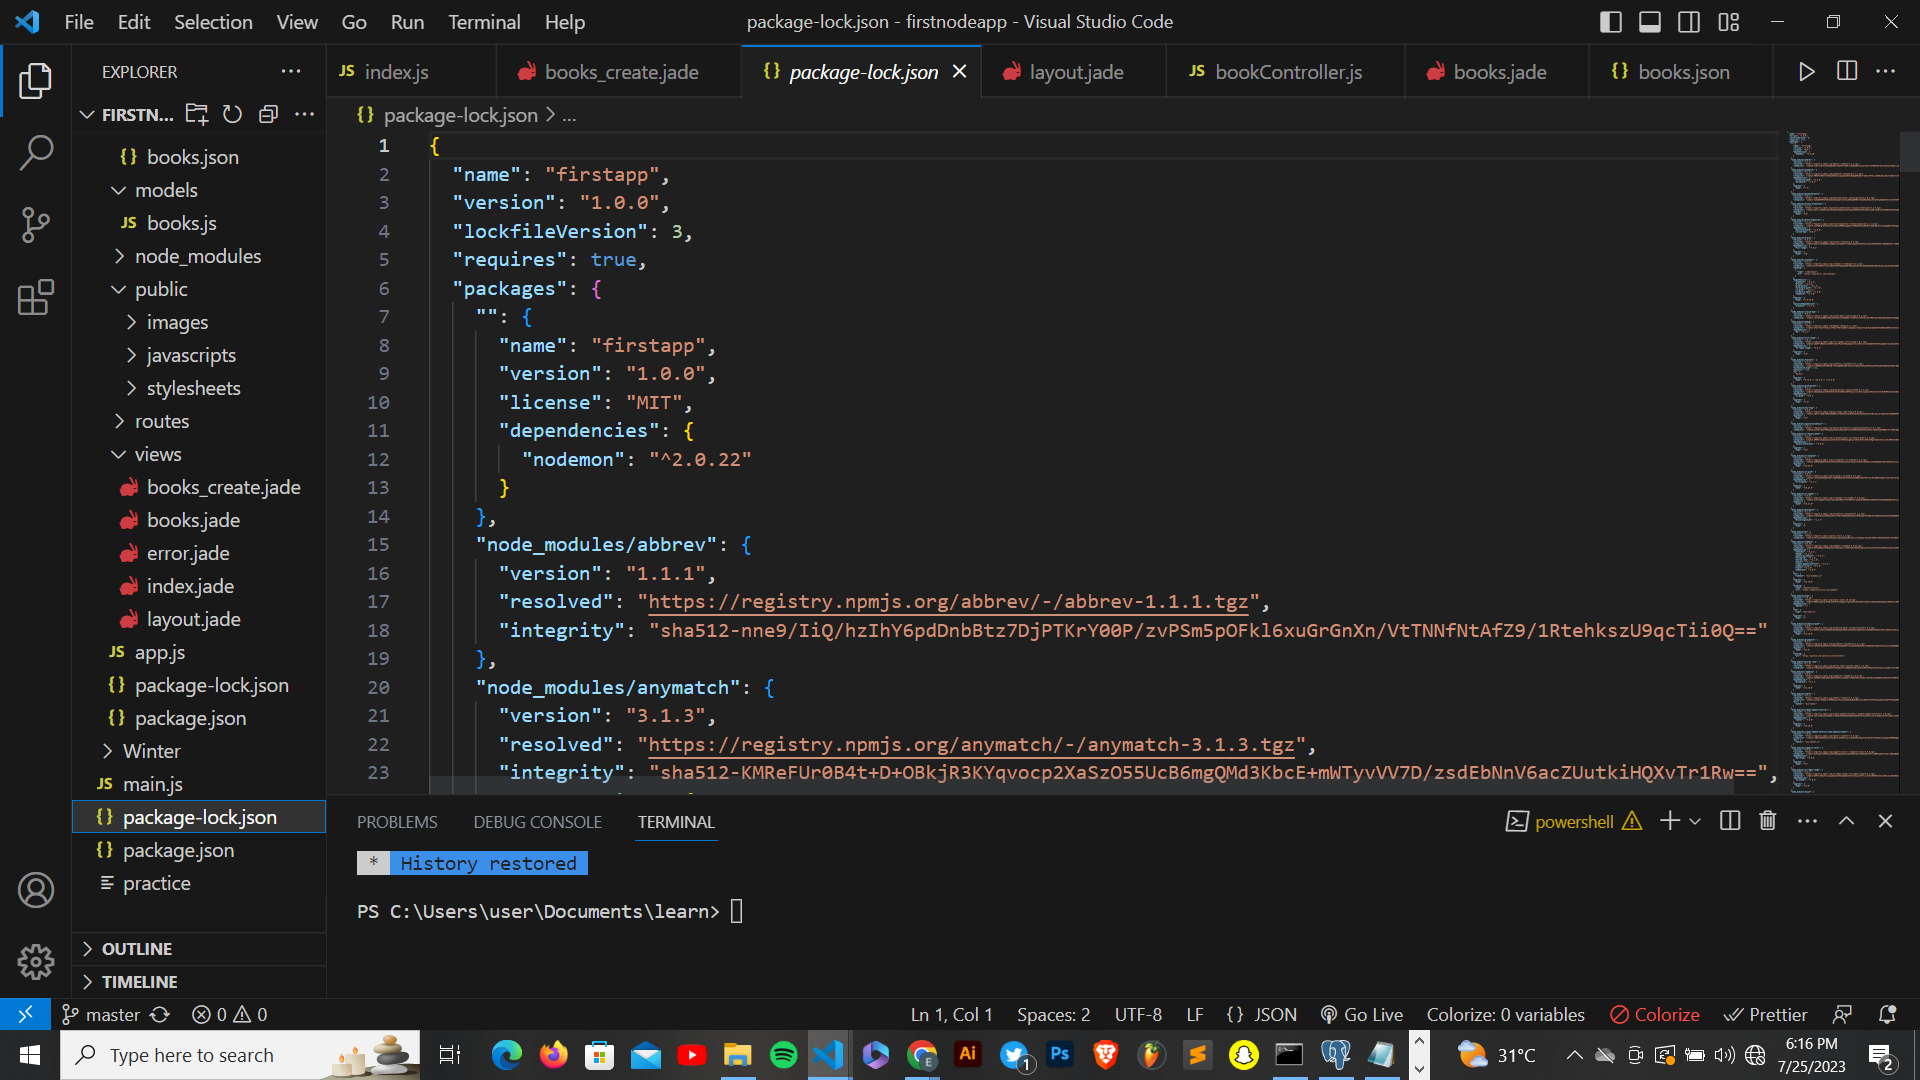 File Edit Selection View Go Run Terminal Help
package-lock.json - firstnodeapp - Visual Studio Code
EXPLORER
JS index.js
books_create.jade
{} package-lock.json
layout.jade
JS bookController.js
books.jade
{} books.json
FIRSTN...
{} package-lock.json > ...
{} books.json
models
JS books.js
node_modules
public
images
javascripts
stylesheets
routes
views
books_create.jade
books.jade
error.jade
index.jade
layout.jade
JS app.js
{} package-lock.json
{} package.json
Winter
JS main.js
{} package-lock.json
{} package.json
practice
OUTLINE
TIMELINE
1 {
2 "name": "firstapp",
3 "version": "1.0.0",
4 "lockfileVersion": 3,
5 "requires": true,
6 "packages": {
7 "": {
8 "name": "firstapp",
9 "version": "1.0.0",
10 "license": "MIT",
11 "dependencies": {
12 "nodemon": "^2.0.22"
13 }
14 },
15 "node_modules/abbrev": {
16 "version": "1.1.1",
17 "resolved": "https://registry.npmjs.org/abbrev/-/abbrev-1.1.1.tgz",
18 "integrity": "sha512-nne9/IiQ/hzIhY6pdDnbBtz7DjPTKrY00P/zvPSm5pOFkl6xuGrGnXn/VtTNNfNtAfZ9/1RtehkszU9qcTii0Q=="
19 },
20 "node_modules/anymatch": {
21 "version": "3.1.3",
22 "resolved": "https://registry.npmjs.org/anymatch/-/anymatch-3.1.3.tgz",
23 "integrity": "sha512-KMReFUr0B4t+D+OBkjR3KYqvocp2XaSzO55UcB6mgQMd3KbcE+mWTyvVV7D/zsdEbNnV6acZUutkiHQXvTr1Rw==",
PROBLEMS DEBUG CONSOLE TERMINAL
powershell
* History restored
PS C:\Users\user\Documents\learn>
master 0 0
Ln 1, Col 1 Spaces: 2 UTF-8 LF {} JSON Go Live Colorize: 0 variables Colorize Prettier
Type here to search
E
Ai
1
Ps
31°C
6:16 PM
7/25/2023
2